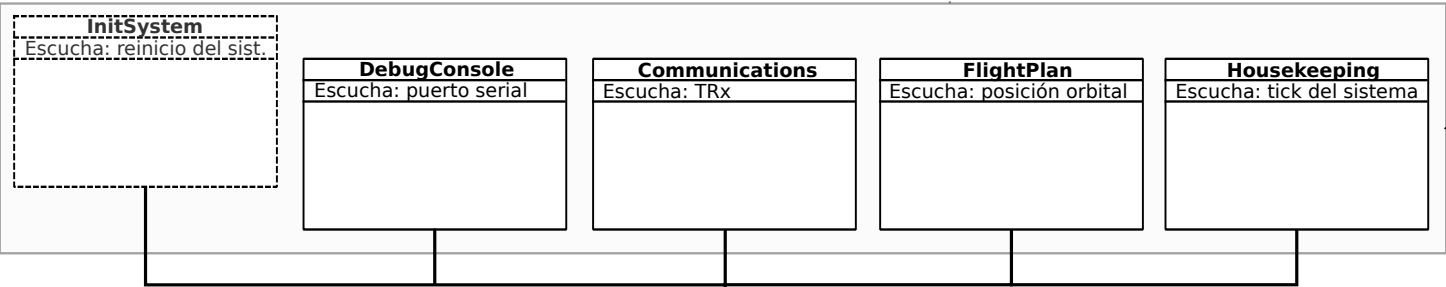 InitSystem
Escucha: reinicio del sist.
DebugConsole
Escucha: puerto serial
Communications
Escucha: TRx
FlightPlan
Escucha: posición orbital
Housekeeping
Escucha: tick del sistema